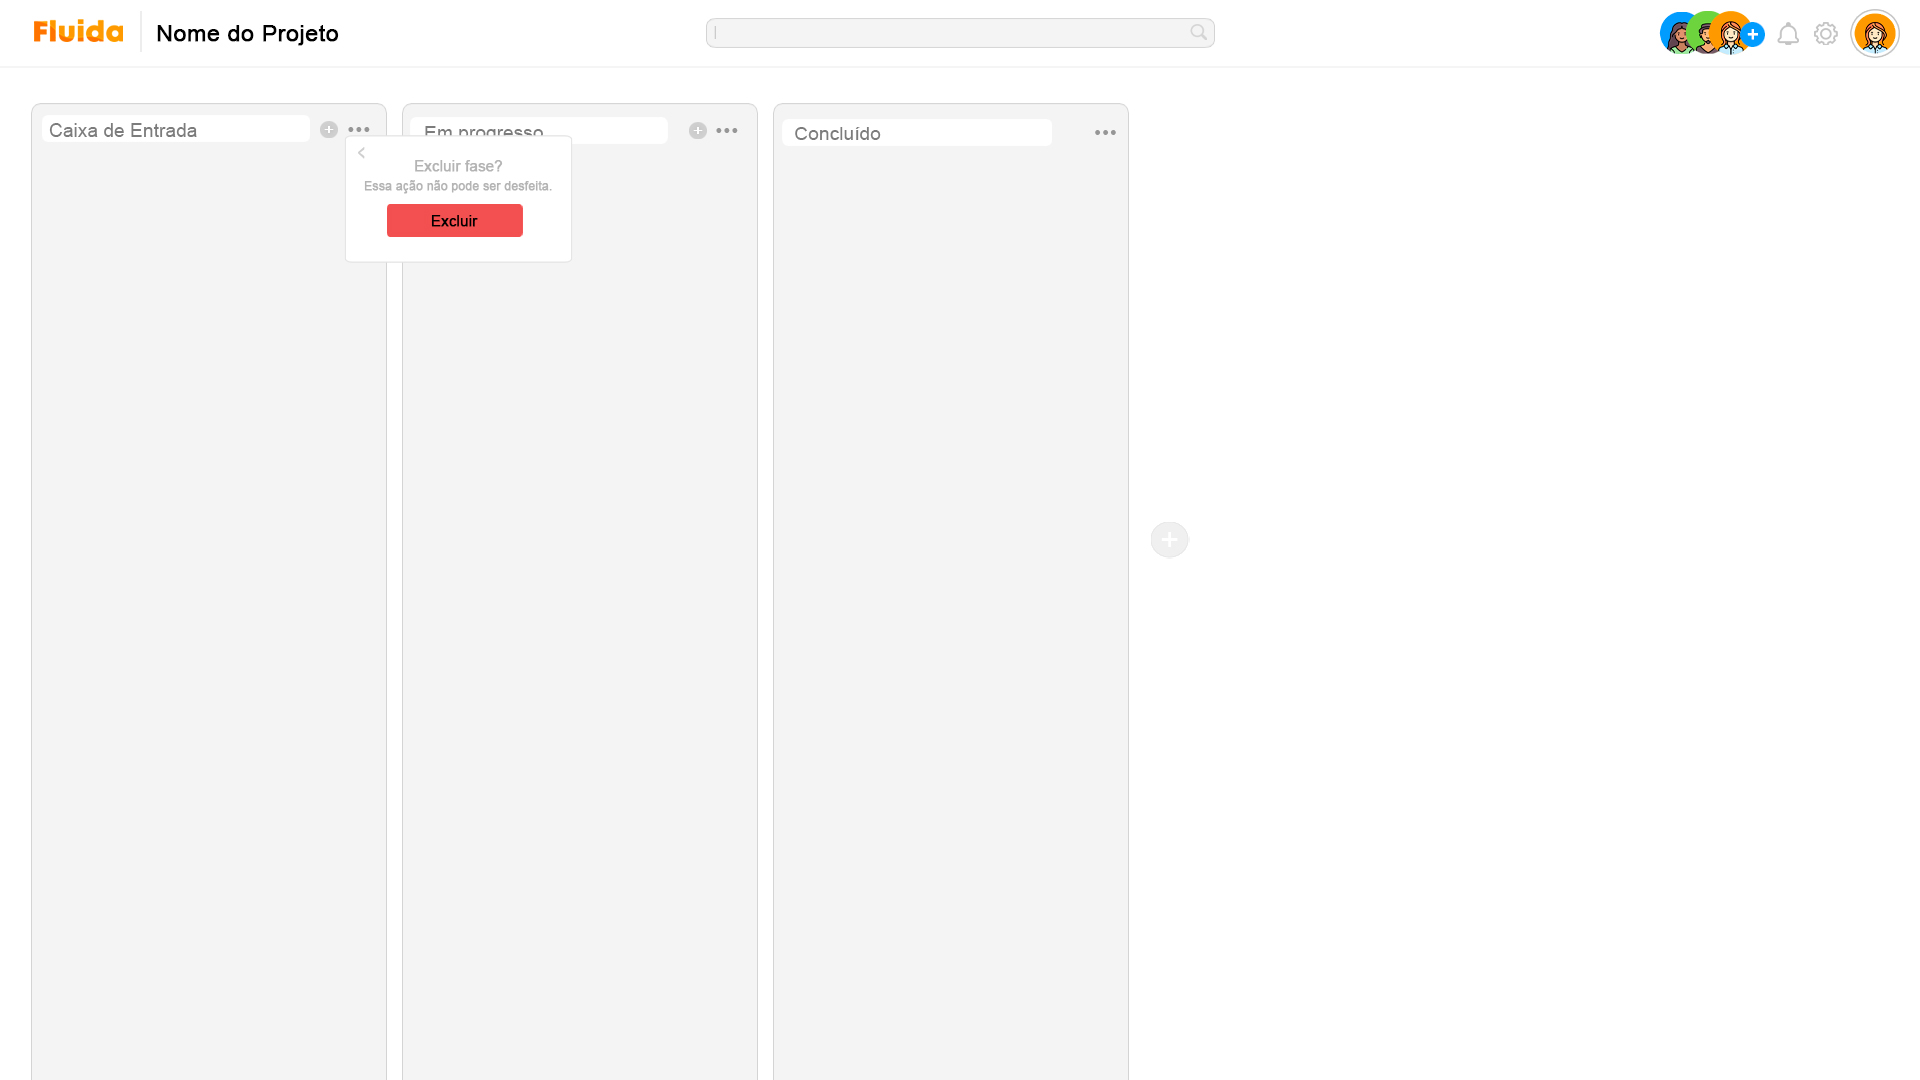 Fluida
Nome do Projeto
Caixa de Entrada
Em progresso
Concluído
Excluir fase?
Essa ação não pode ser desfeita.
Excluir